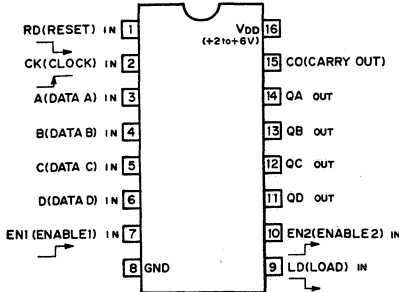 RD(RESET) IN 1
VDD 16
(+2 to +6V)
CK(CLOCK) IN 2
15 CO(CARRY OUT)
A(DATA A) IN 3
14 QA OUT
B(DATA B) IN 4
13 QB OUT
C(DATA C) IN 5
12 QC OUT
D(DATA D) IN 6
11 QD OUT
EN1(ENABLE1) IN 7
10 EN2(ENABLE2) IN
8 GND
9 LD(LOAD) IN